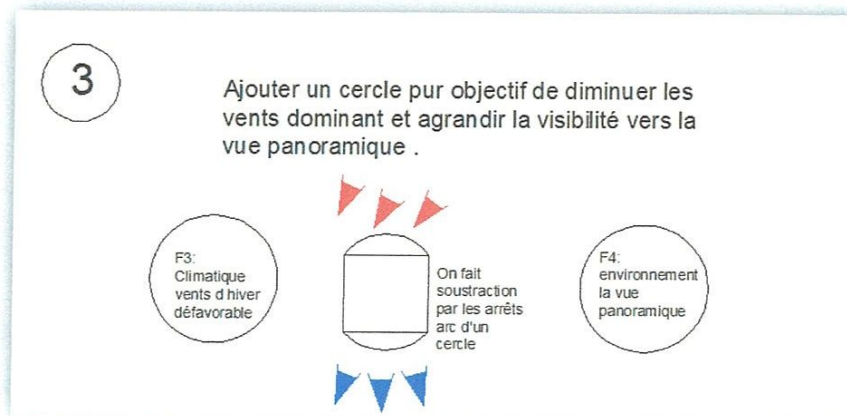 3
Ajouter un cercle pur objectif de diminuer les
vents dominant et agrandir la visibilité vers la
vue panoramique .
F3:
Climatique
vents d hiver
défavorable
On fait
soustraction
par les arrêts
arc d'un
cercle
F4:
environnement
la vue
panoramique